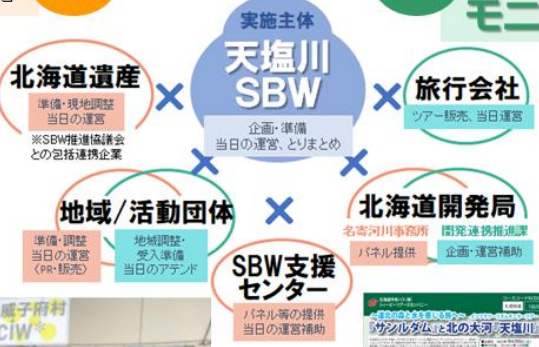 モニ
実施主体
天塩川
SBW
企画・準備
当日の運営、とりまとめ
北海道遺産
準備・現地調整
当日の運営
※SBW推進協議会
との包括連携企業
旅行会社
ツアー販売、当日運営
地域/活動団体
準備・調整
当日の運営
(PR・販売)
地域調整・
受入準備
当日のアテンド
北海道開発局
名寄河川事務所
開発連携推進課
パネル提供
企画・運営補助
SBW支援
センター
パネル等の提供
当日の運営補助
威子府村
CIW
サンルダムと北の大河『天塩川』